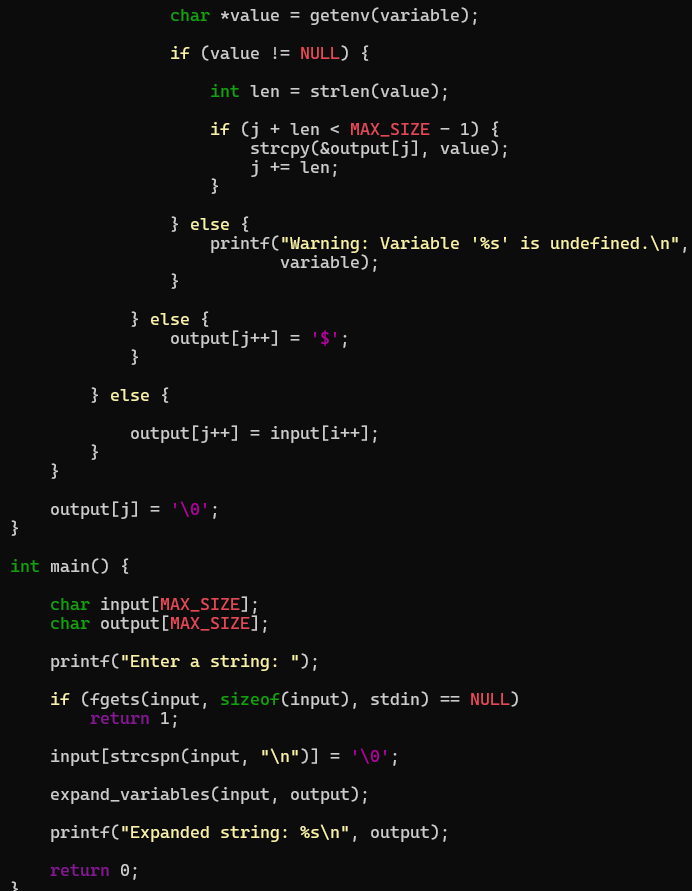 char *value = getenv(variable);
if (value != NULL) {
int len = strlen(value);
if (j + len < MAX_SIZE - 1) {
strcpy(&output[j], value);
j += len;
}
} else {
printf("Warning: Variable '%s' is undefined.\n",
variable);
}
} else {
output[j++] = '$';
}
} else {
output[j++] = input[i++];
}
}
output[j] = '\0';
}
int main() {
char input[MAX_SIZE];
char output[MAX_SIZE];
printf("Enter a string: ");
if (fgets(input, sizeof(input), stdin) == NULL)
return 1;
input[strcspn(input, "\n")] = '\0';
expand_variables(input, output);
printf("Expanded string: %s\n", output);
return 0;
}